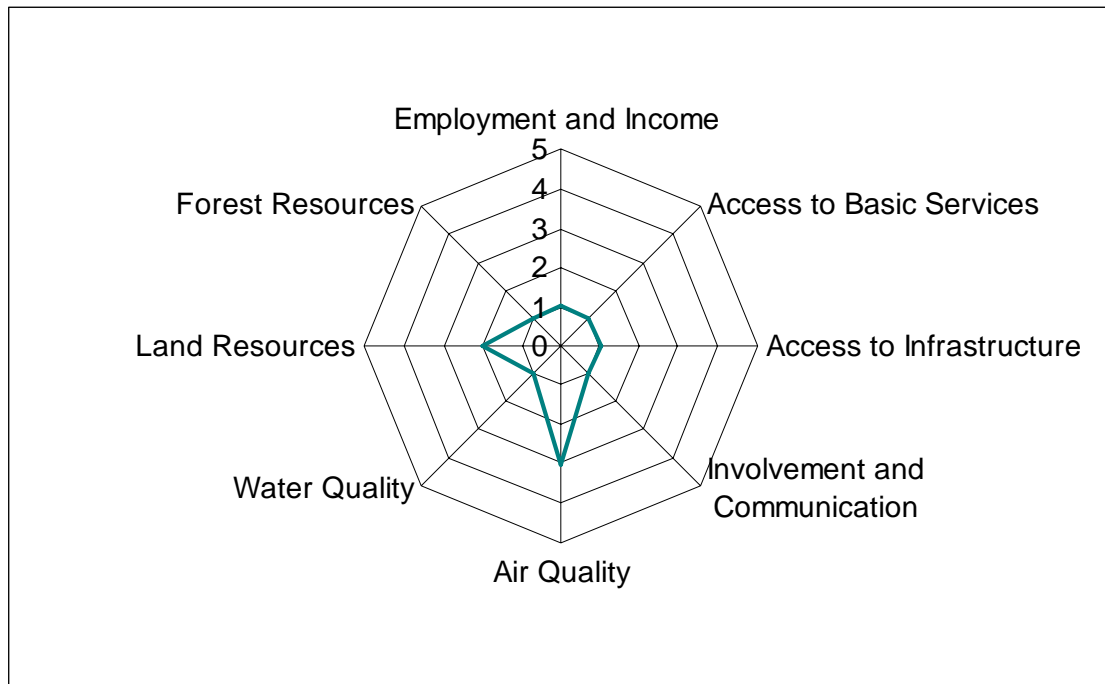 Employment and Income
5
4
3
2
1
0
Forest Resources
Access to Basic Services
Land Resources
Access to Infrastructure
Water Quality
Involvement and
Communication
Air Quality